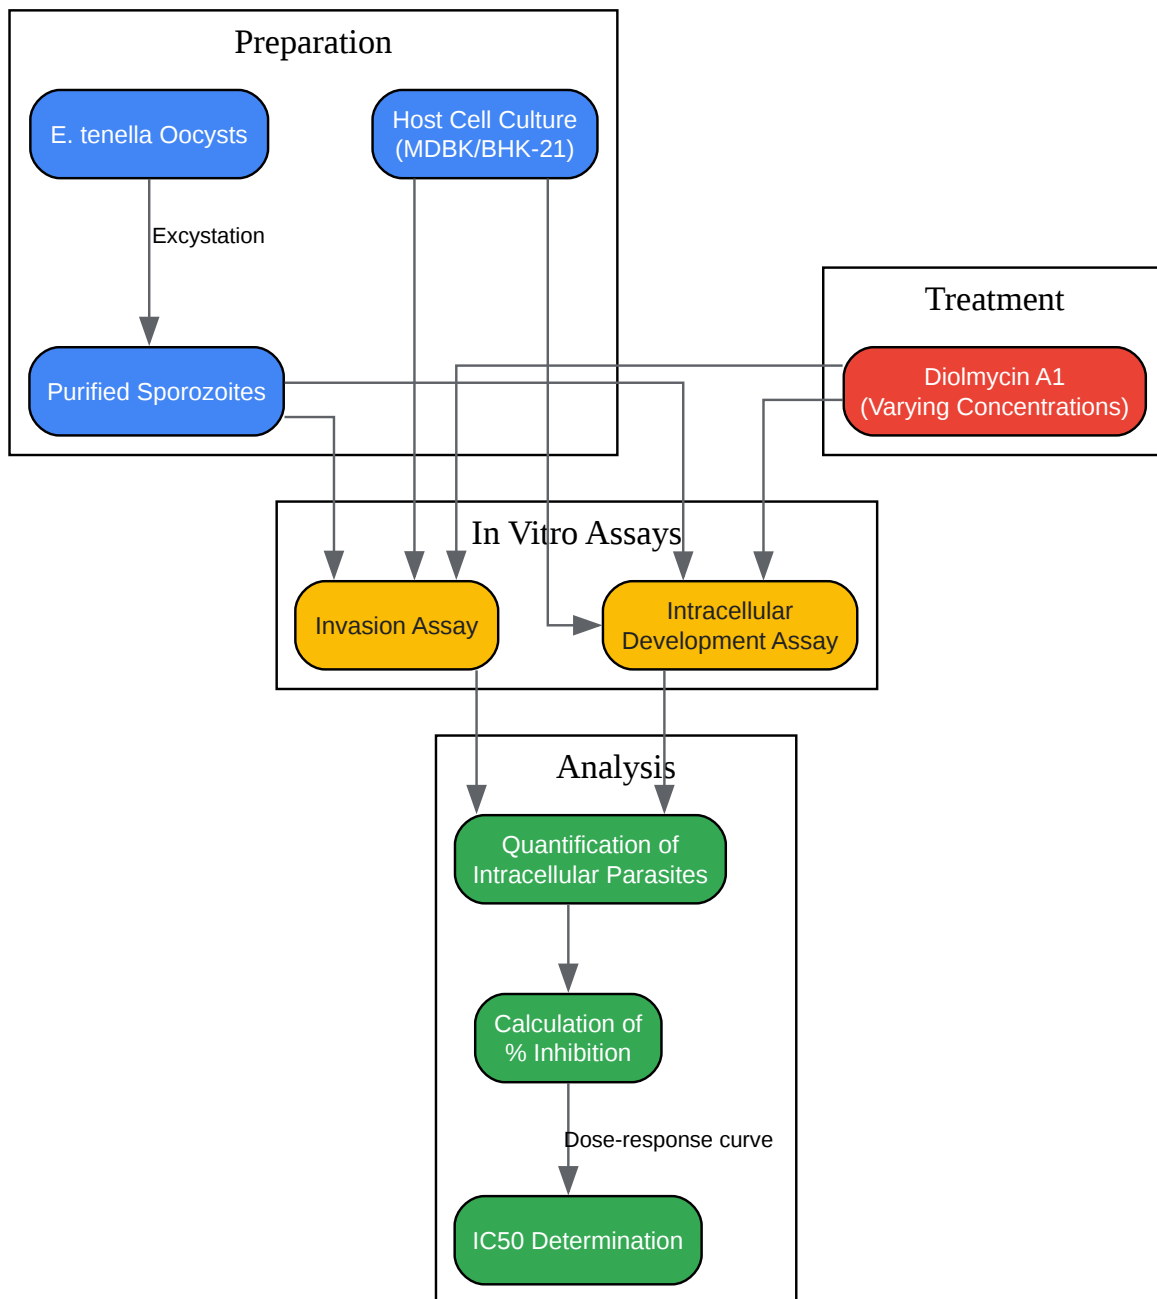 Preparation
E. tenella Oocysts
Host Cell Culture
(MDBK/BHK-21)
Excystation
Treatment
Purified Sporozoites
Diolmycin A1
(Varying Concentrations)
In Vitro Assays
Invasion Assay
Intracellular
Development Assay
Analysis
Quantification of
Intracellular Parasites
Calculation of
% Inhibition
Dose-response curve
IC50 Determination